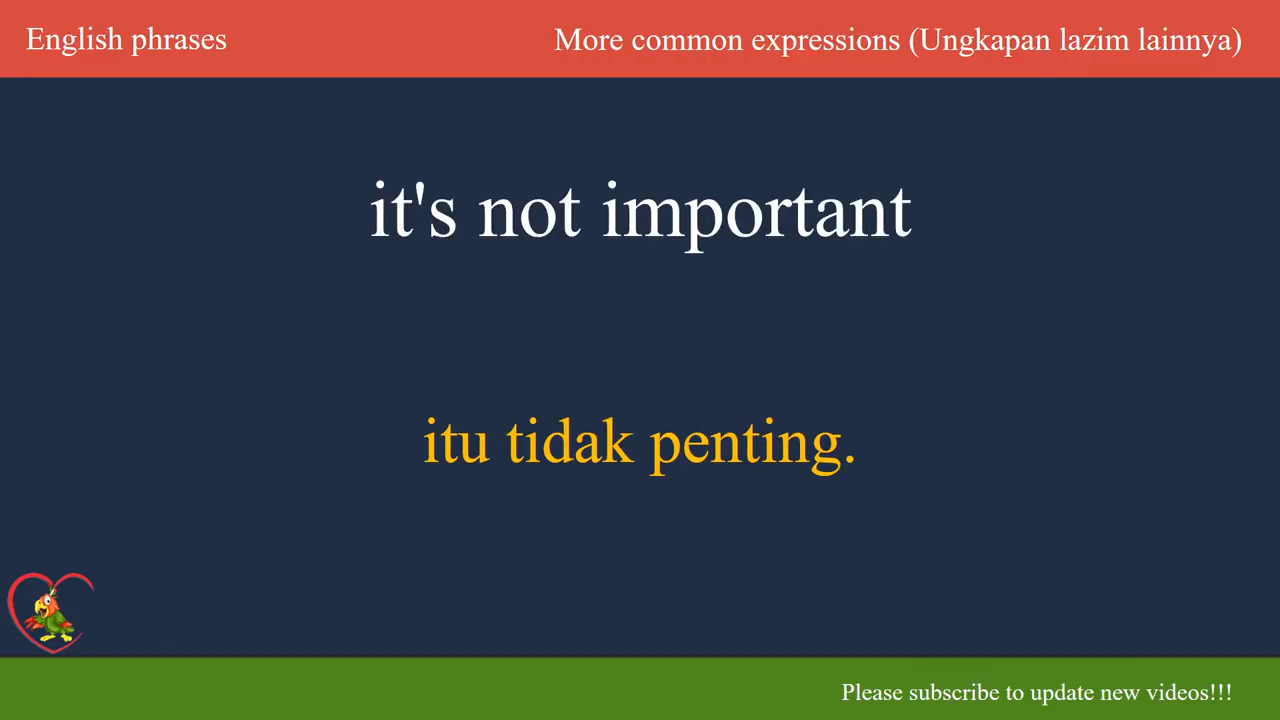 English phrases
More common expressions (Ungkapan lazim lainnya)
it's not important
itu tidak penting.
Please subscribe to update new videos!!!